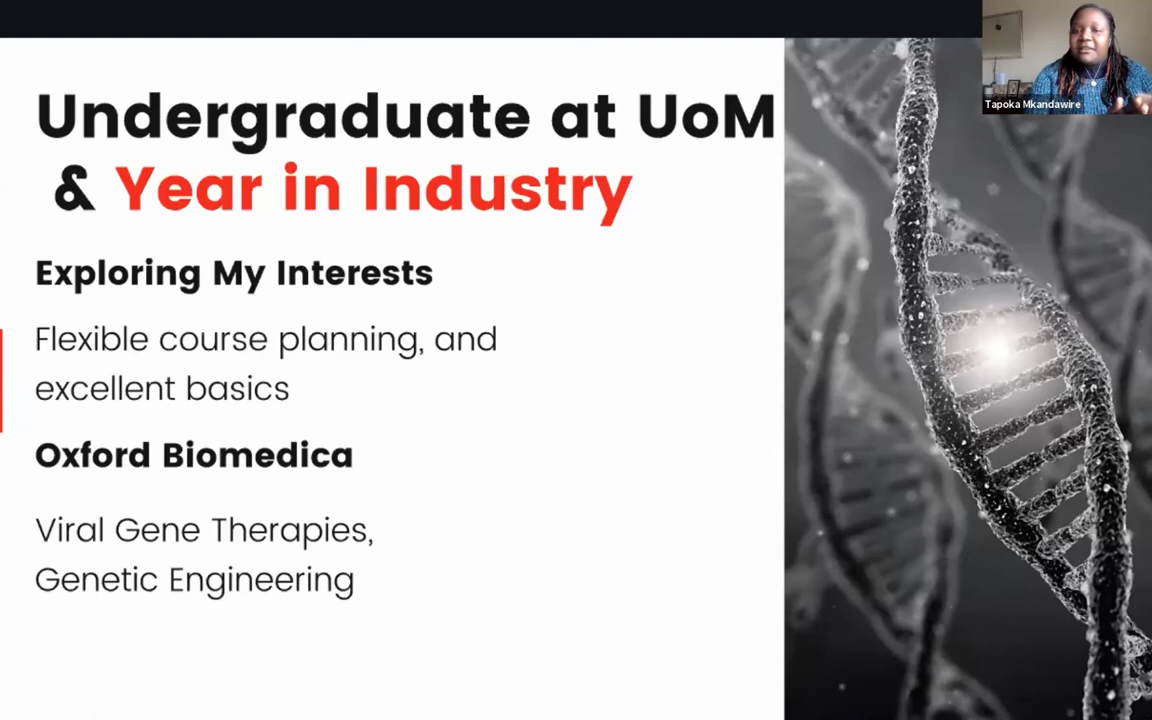 Undergraduate at UoM
& Year in Industry
Exploring My Interests
Flexible course planning, and
excellent basics
Oxford Biomedica
Viral Gene Therapies,
Genetic Engineering
Tapoka Mkandawire